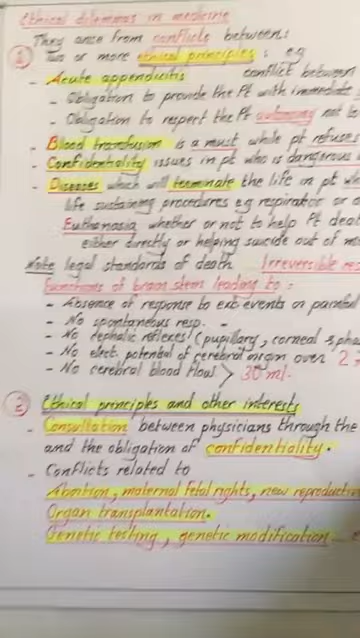 Ethical dilemmas in medicine
They arise from conflicts between:
① Two or more ethical principles: eg
- Acute appendicitis conflict between
- Obligation to provide the Pt with immediate
- Obligation to respect the Pt autonomy not to
- Blood transfusion is a must while pt refuses
- Confidentiality issues in pt who is dangerous
- Diseases which will terminate the life in pt
life sustaining procedures eg respirator or
Euthanasia whether or not to help Pt death
either directly or helping suicide out of
Note legal standards of death Irreversible
functions of brain stem leading to:
- Absence of response to ext events or painful
- No spontaneous resp.
- No cephalic reflexes (pupillary, corneal &
- No elect. potential of cerebral origin over 2
- No cerebral blood flow > 30 ml.
② Ethical principles and other interests
- Consultation between physicians through the
and the obligation of confidentiality.
- Conflicts related to
Abortion, maternal fetal rights, new
Organ transplantation.
Genetic testing, genetic modification